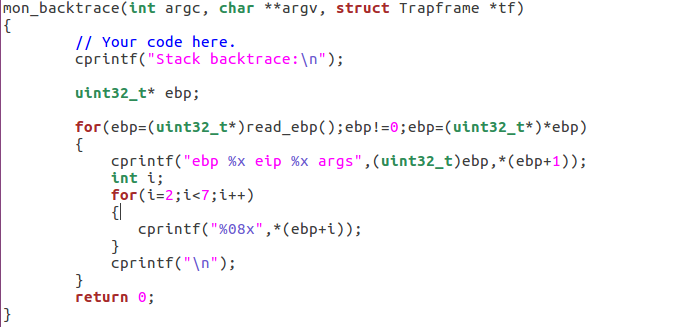 mon_backtrace(int argc, char **argv, struct Trapframe *tf)
{
        // Your code here.
        cprintf("Stack backtrace:\n");

        uint32_t* ebp;

        for(ebp=(uint32_t*)read_ebp();ebp!=0;ebp=(uint32_t*)*ebp)
        {
            cprintf("ebp %x eip %x args",(uint32_t)ebp,*(ebp+1));
            int i;
            for(i=2;i<7;i++)
            {
               cprintf("%08x",*(ebp+i));
            }
            cprintf("\n");
        }
        return 0;
}